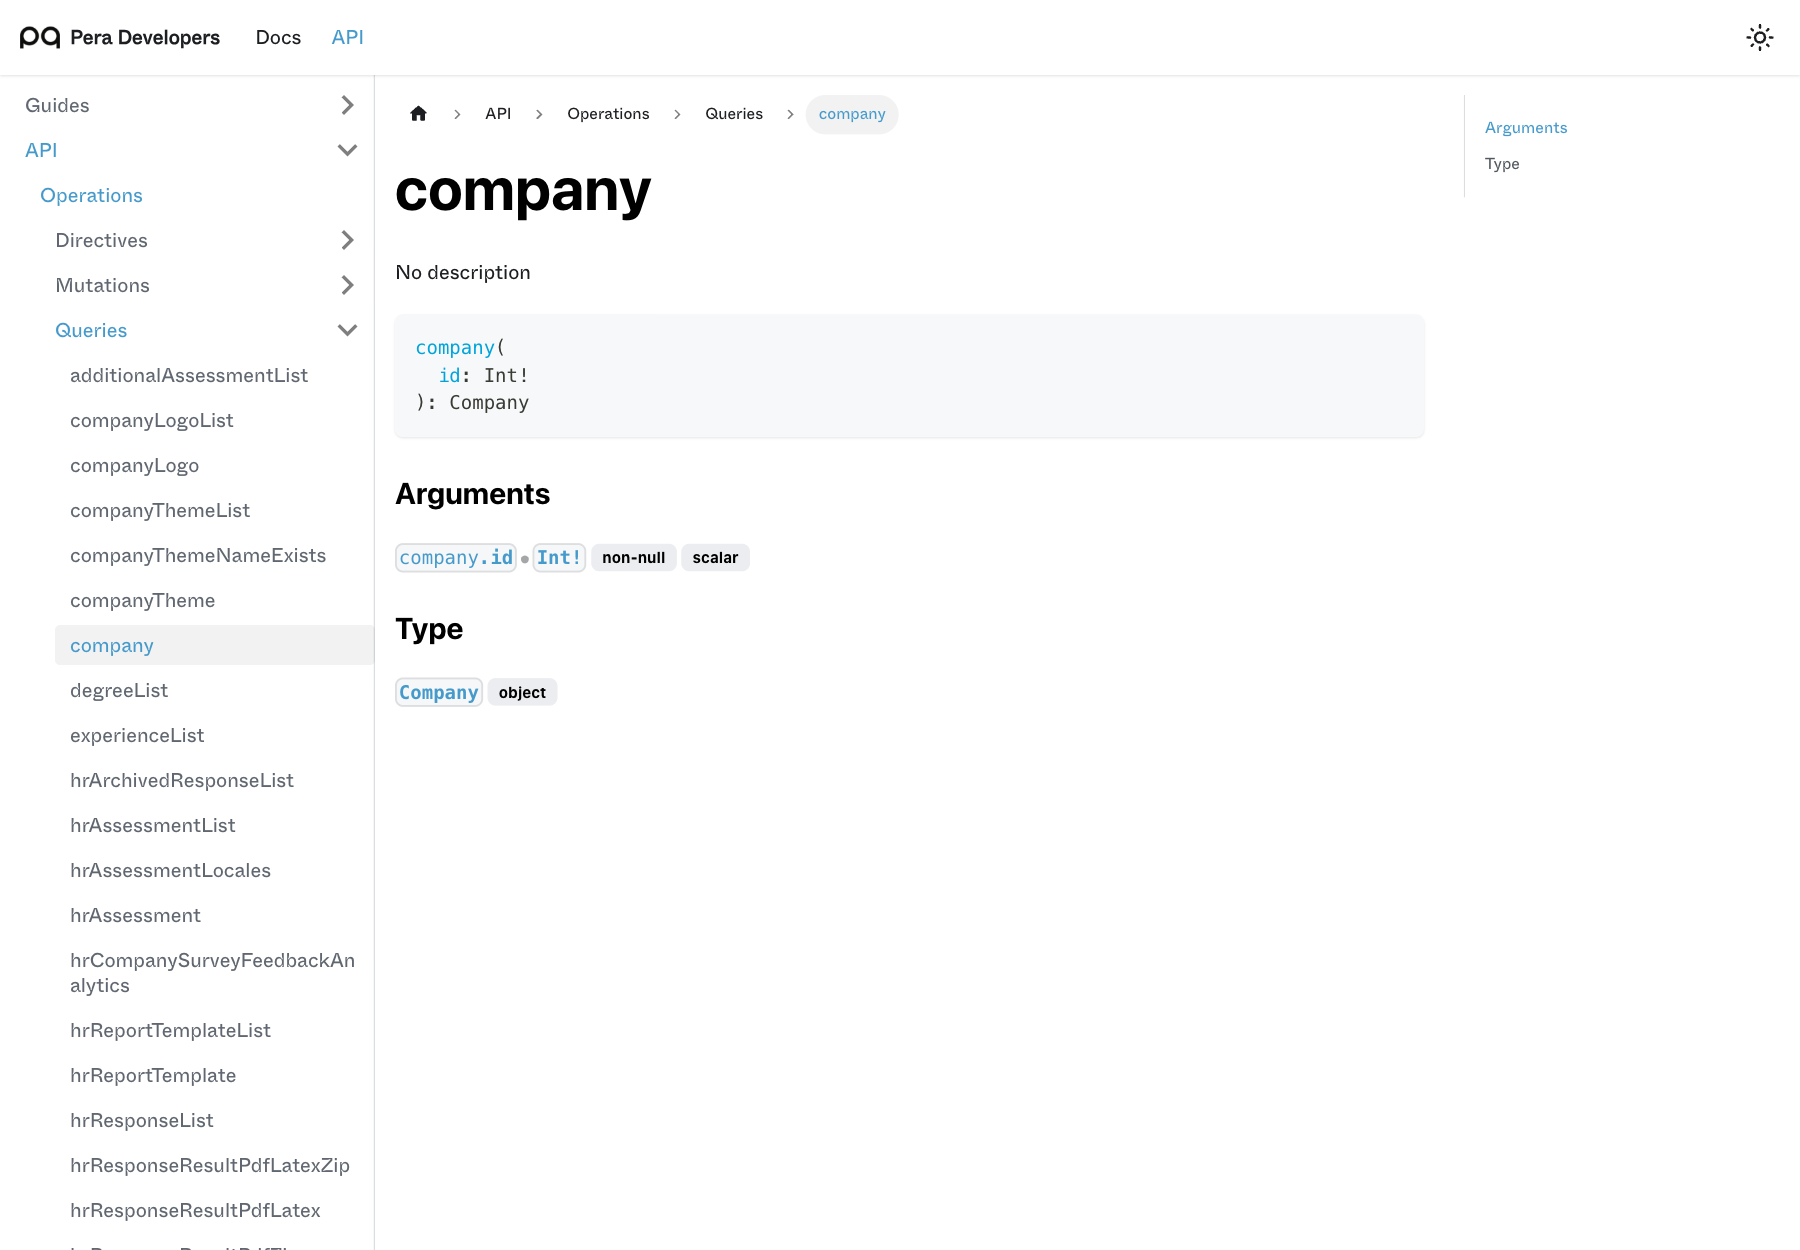 Pera Developers
Docs
API
Guides
API
Operations
Directives
Mutations
Queries
additionalAssessmentList
companyLogoList
companyLogo
companyThemeList
companyThemeNameExists
companyTheme
company
degreeList
experienceList
hrArchivedResponseList
hrAssessmentList
hrAssessmentLocales
hrAssessment
hrCompanySurveyFeedbackAn
alytics
hrReportTemplateList
hrReportTemplate
hrResponseList
hrResponseResultPdfLatexZip
hrResponseResultPdfLatex
API
Operations
Queries
company
company
No description
company(
  id: Int!
): Company
Arguments
company.id Int! non-null scalar
Type
Company object
Arguments
Type